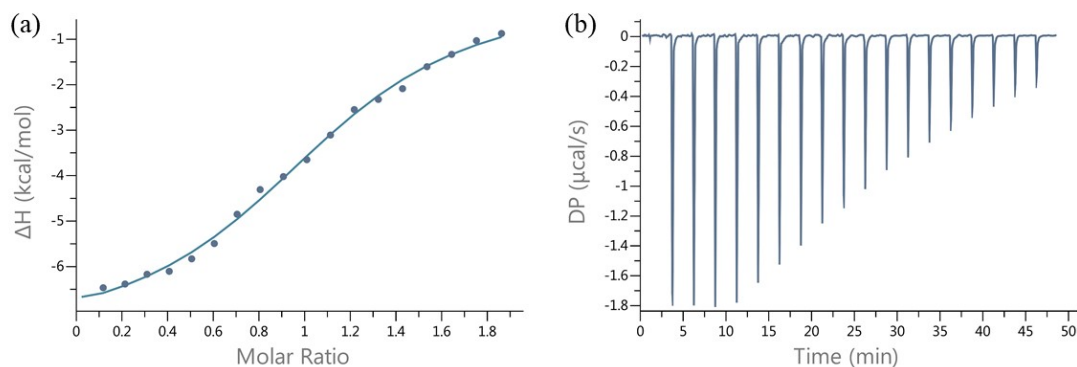 (a)
ΔH (kcal/mol)
-1
-2
-3
-4
-5
-6
0 0.2 0.4 0.6 0.8 1 1.2 1.4 1.6 1.8
Molar Ratio
(b)
DP (µcal/s)
0
-0.2
-0.4
-0.6
-0.8
-1
-1.2
-1.4
-1.6
-1.8
0 5 10 15 20 25 30 35 40 45 50
Time (min)